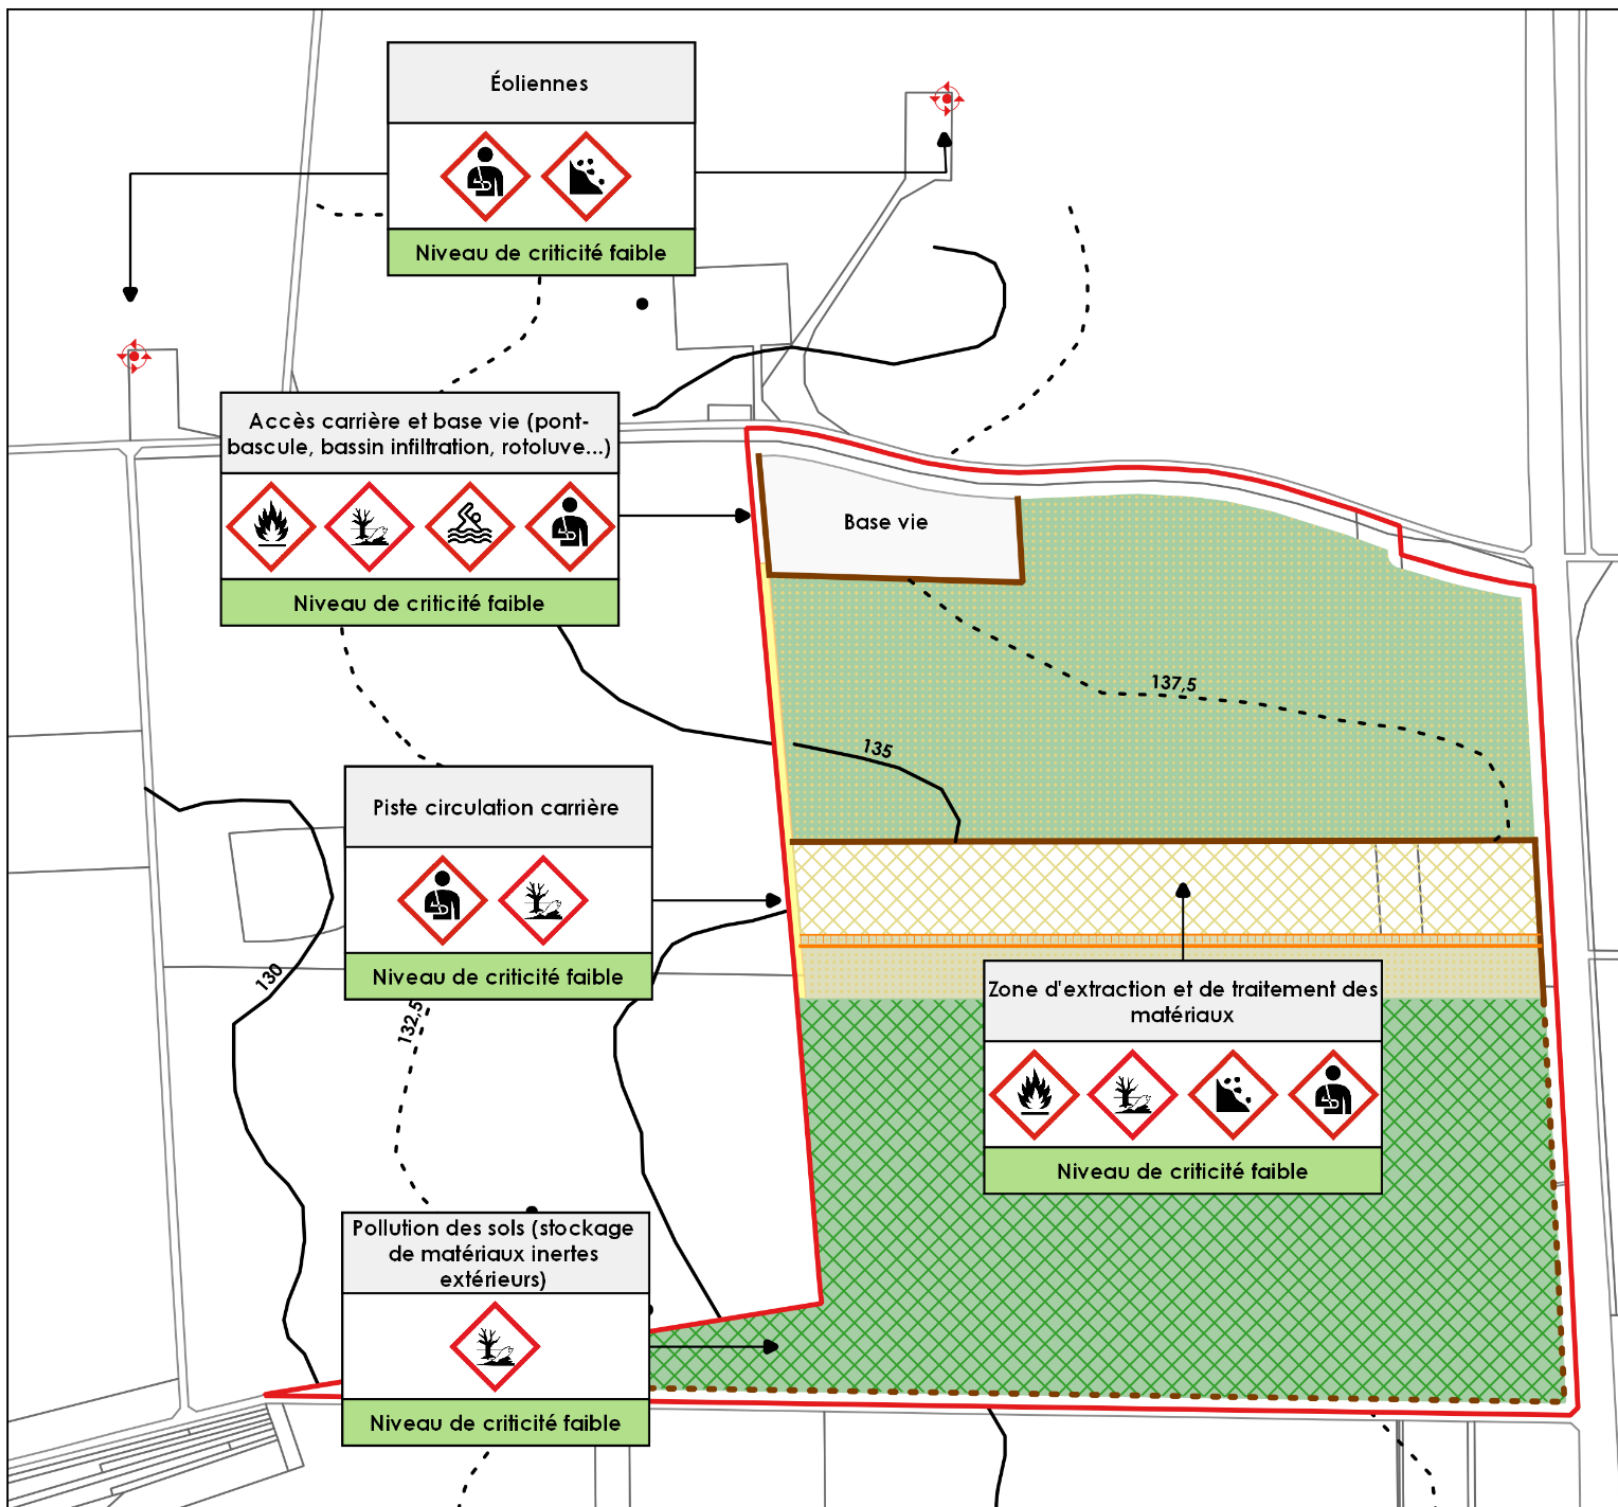 Éoliennes
Niveau de criticité faible
Accès carrière et base vie (pont-
bascule, bassin infiltration, rotoluve...)
Niveau de criticité faible
Base vie
137,5
135
Piste circulation carrière
Niveau de criticité faible
130
132,5
Zone d'extraction et de traitement des
matériaux
Niveau de criticité faible
Pollution des sols (stockage
de matériaux inertes
extérieurs)
Niveau de criticité faible